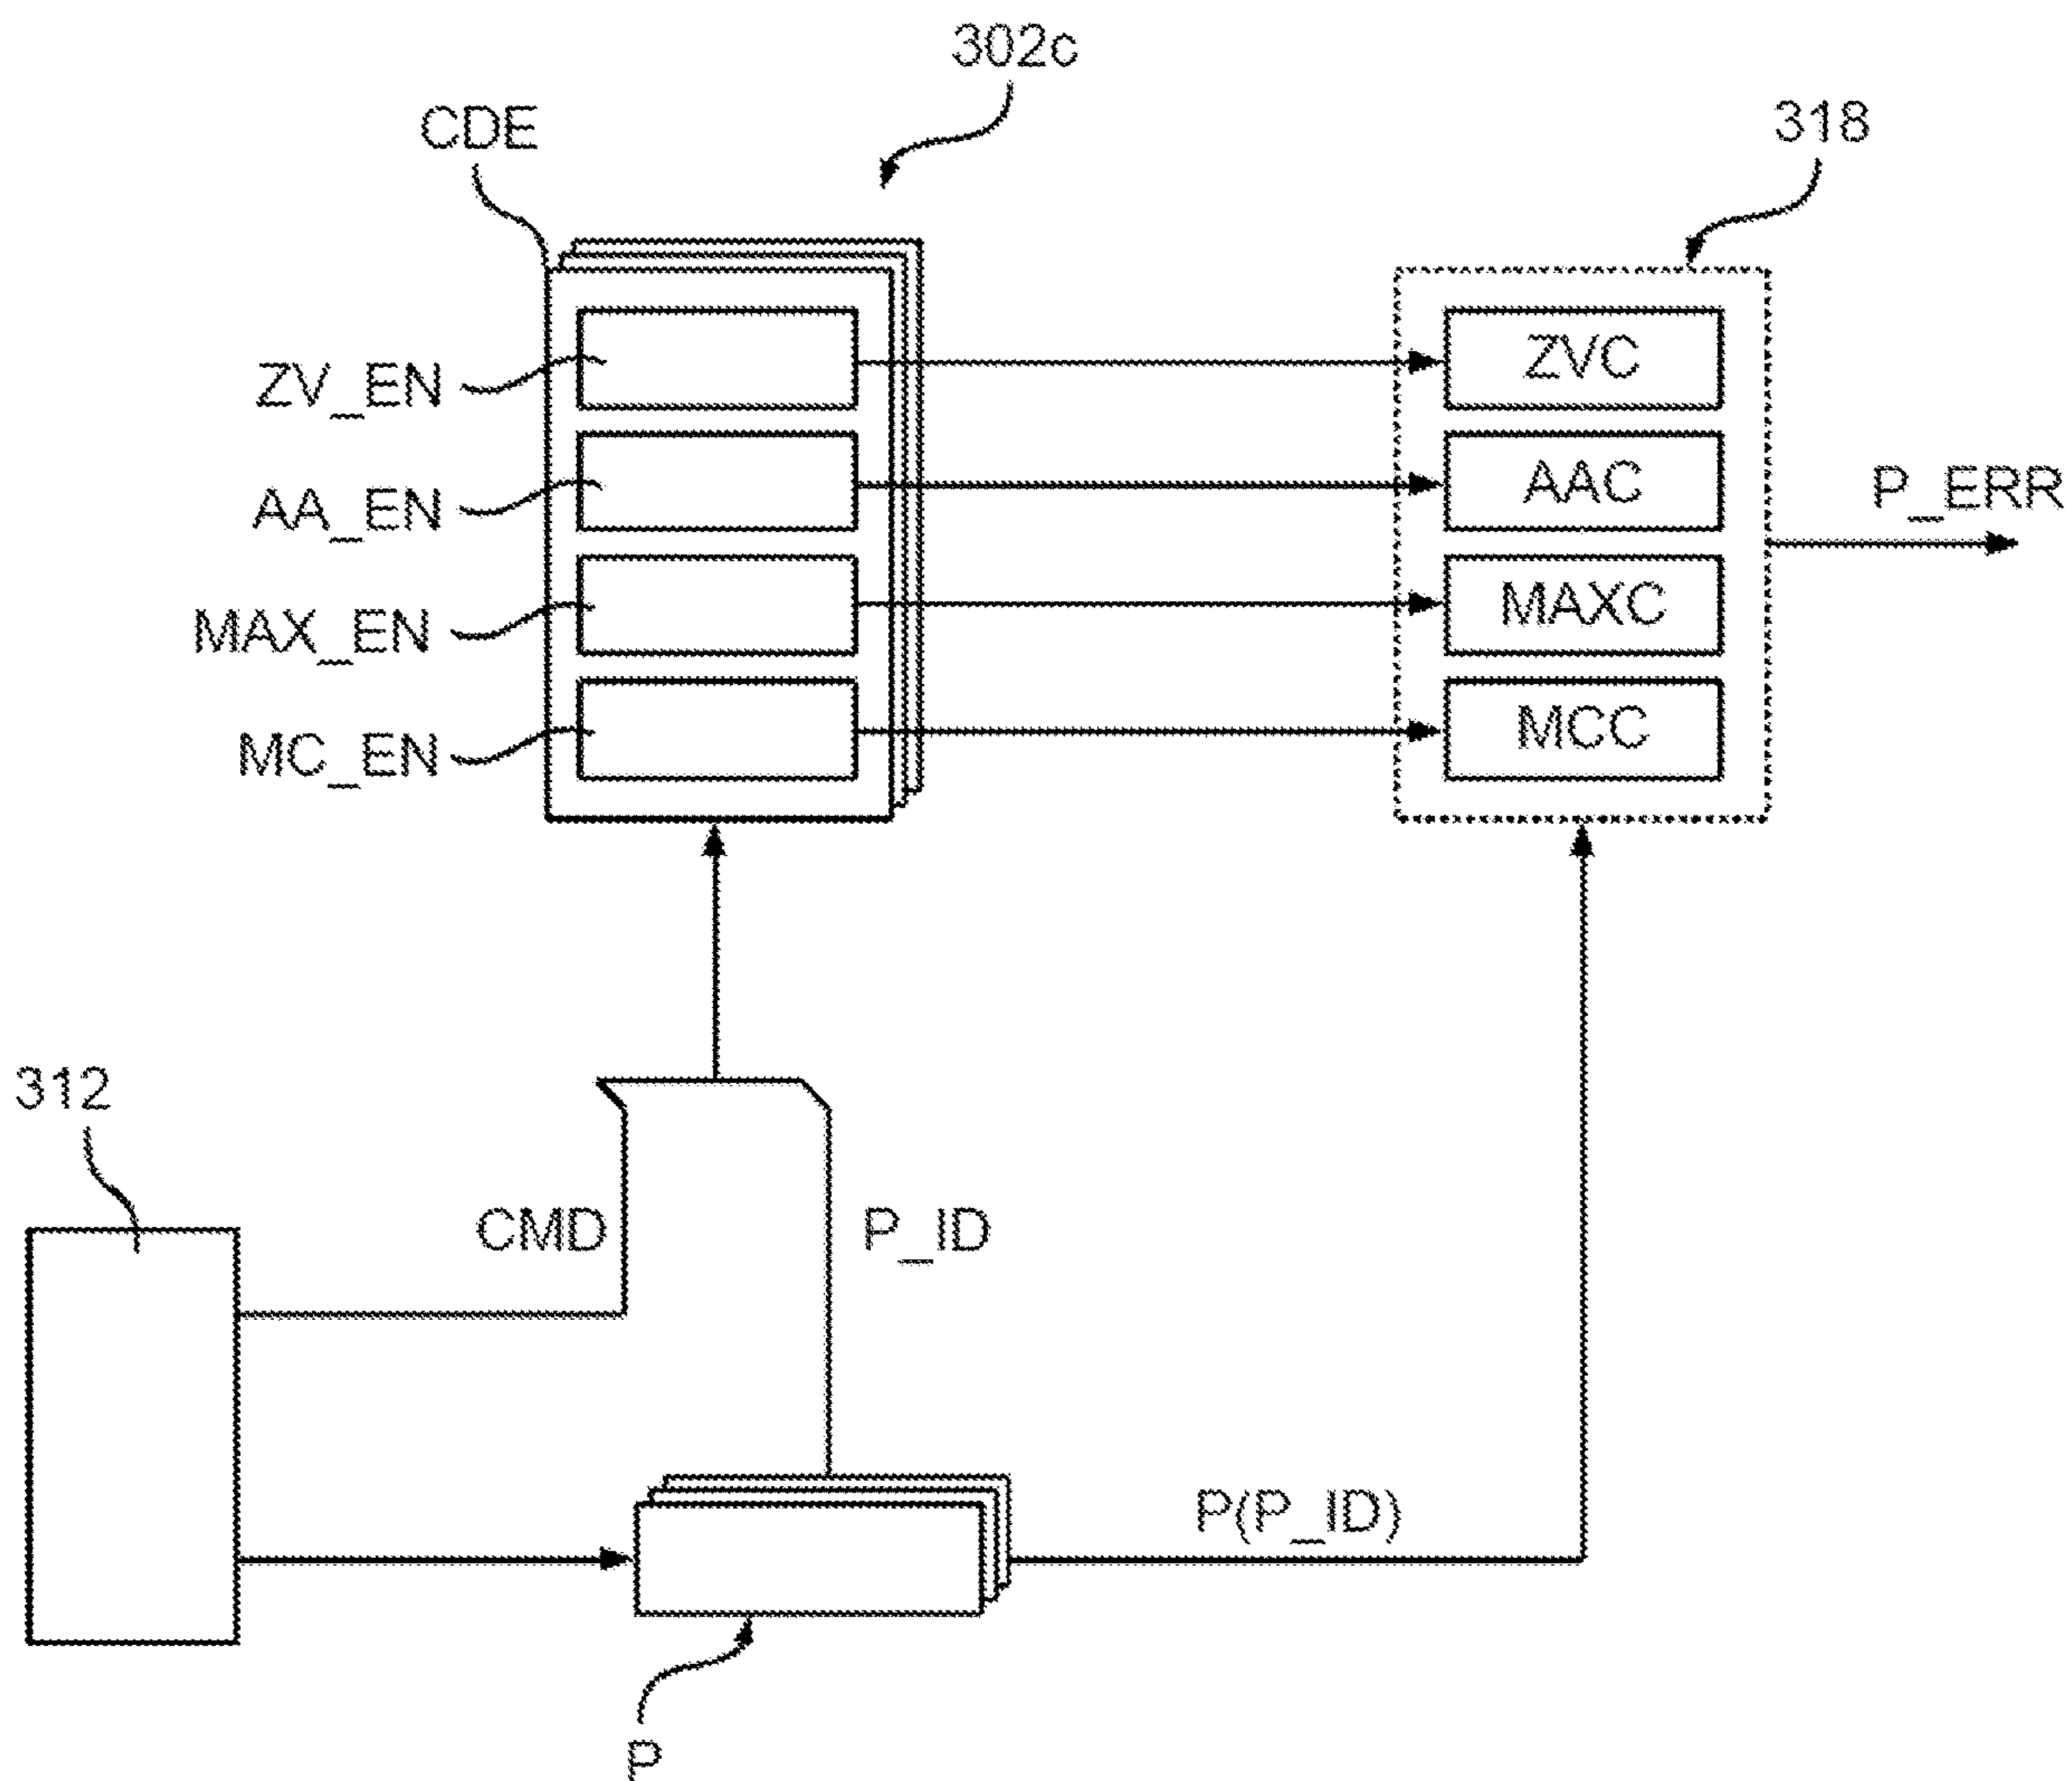 302c
CDE
318
ZV_EN
ZVC
AA_EN
AAC
P_ERR
MAX_EN
MAXC
MC_EN
MCC
312
CMD
P_ID
P(P_ID)
P